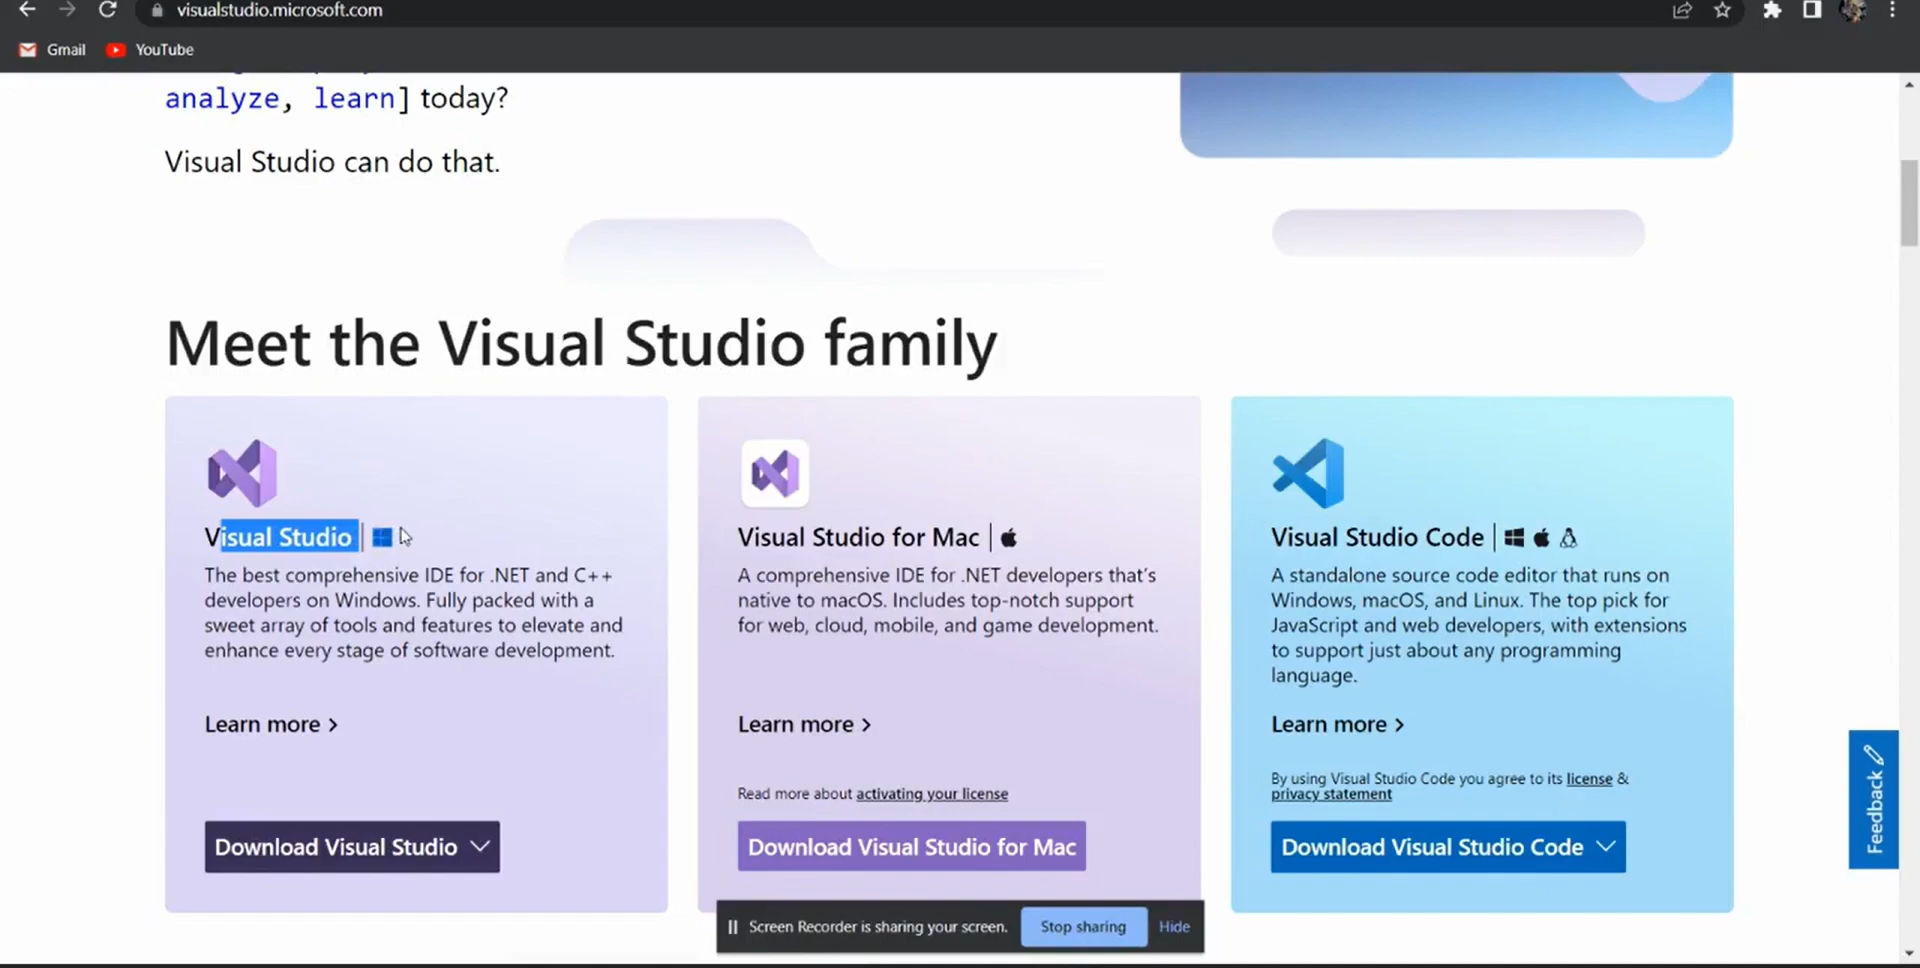 visualstudio.microsoft.com
Gmail
YouTube
analyze, learn] today?
Visual Studio can do that.
Meet the Visual Studio family
Visual Studio
The best comprehensive IDE for .NET and C++
developers on Windows. Fully packed with a
sweet array of tools and features to elevate and
enhance every stage of software development.
Learn more
Download Visual Studio
Visual Studio for Mac
A comprehensive IDE for .NET developers that's
native to macOS. Includes top-notch support
for web, cloud, mobile, and game development.
Learn more
Read more about activating your license
Download Visual Studio for Mac
Visual Studio Code
A standalone source code editor that runs on
Windows, macOS, and Linux. The top pick for
JavaScript and web developers, with extensions
to support just about any programming
language.
Learn more
By using Visual Studio Code you agree to its license &
privacy statement
Download Visual Studio Code
Feedback
Screen Recorder is sharing your screen.
Stop sharing
Hide